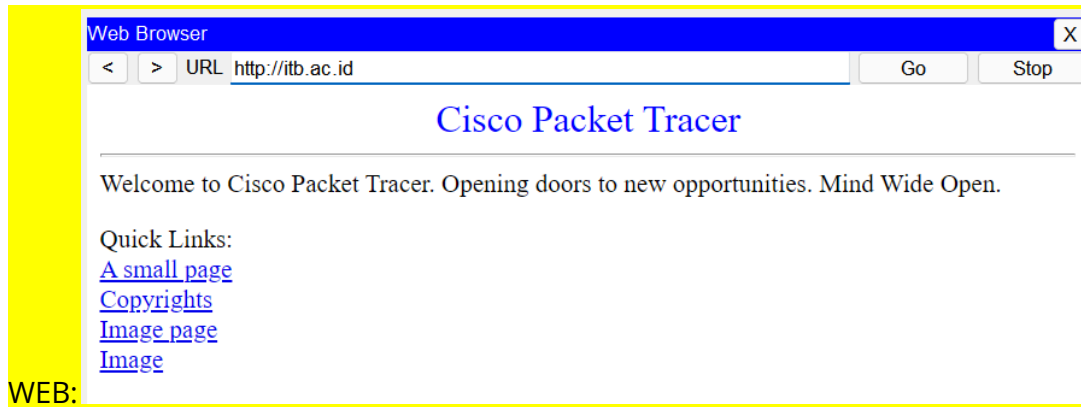 Web Browser X
< > URL http://itb.ac.id Go Stop
Cisco Packet Tracer
Welcome to Cisco Packet Tracer. Opening doors to new opportunities. Mind Wide Open.
Quick Links:
A small page
Copyrights
Image page
Image
WEB: